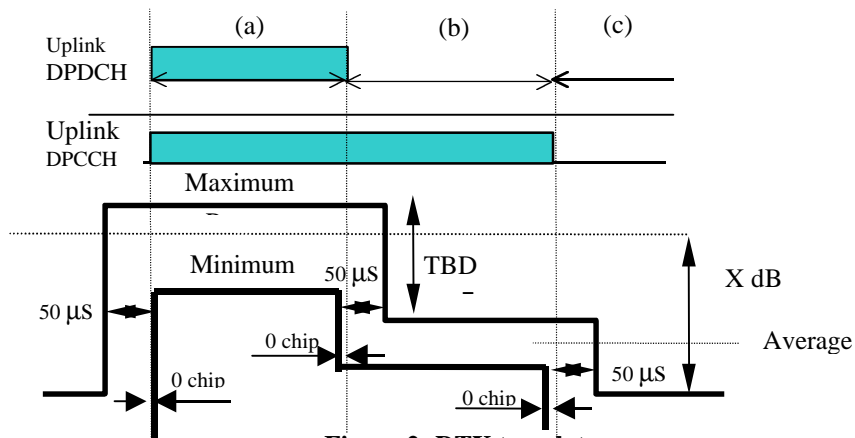 (a)
(b)
(c)
Uplink
DPDCH
Uplink
DPCCH
Maximum
Minimum
50 μS
TBD
X dB
50 μS
0 chip
Average
0 chip
50 μS
0 chip